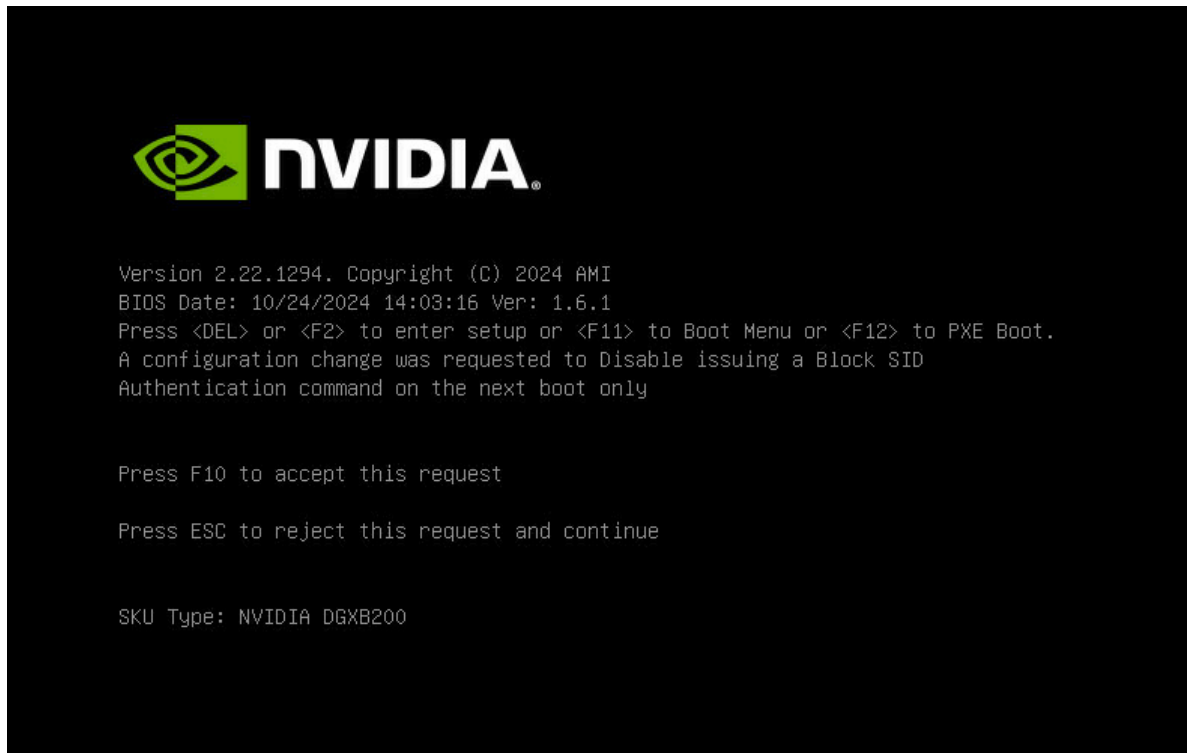 NVIDIA.®
Version 2.22.1294. Copyright (C) 2024 AMI
BIOS Date: 10/24/2024 14:03:16 Ver: 1.6.1
Press <DEL> or <F2> to enter setup or <F11> to Boot Menu or <F12> to PXE Boot.
A configuration change was requested to Disable issuing a Block SID
Authentication command on the next boot only
Press F10 to accept this request
Press ESC to reject this request and continue
SKU Type: NVIDIA DGXB200